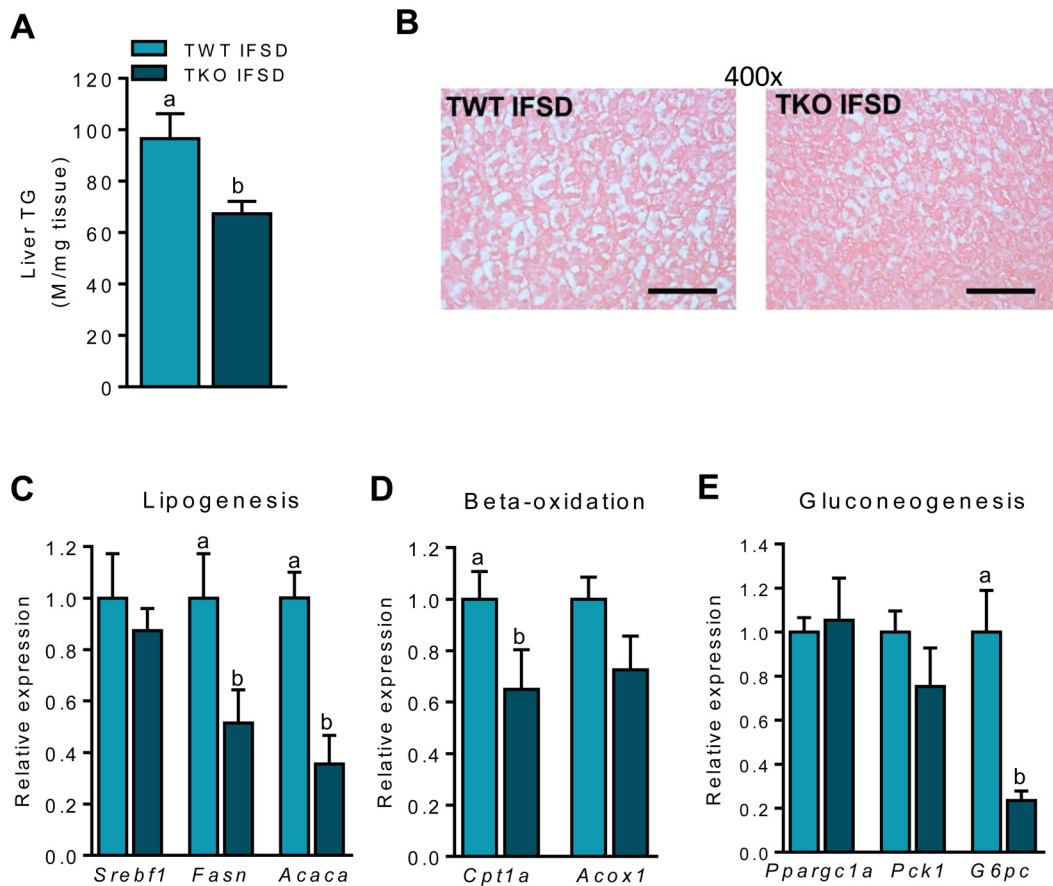 A
TWT IFSD
TKO IFSD
Liver TG
(M/mg tissue)
120
100
80
60
40
20
0
a
b
B
400x
TWT IFSD
TKO IFSD
C
Lipogenesis
Relative expression
1.2
1.0
0.8
0.6
0.4
0.2
0.0
a
b
a
b
Srebf1 Fasn Acaca
D
Beta-oxidation
Relative expression
1.2
1.0
0.8
0.6
0.4
0.2
0.0
a
b
Cpt1a Acox1
E
Gluconeogenesis
Relative expression
1.4
1.2
1.0
0.8
0.6
0.4
0.2
0.0
a
b
Ppargc1a Pck1 G6pc